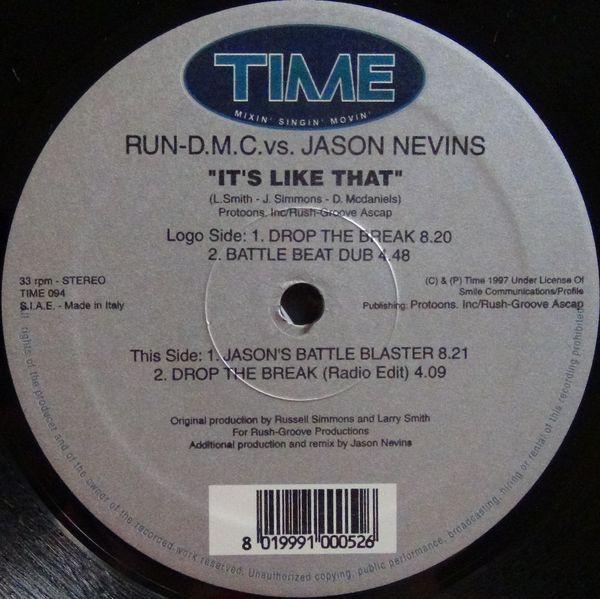 TIME
MIXIN' SINGIN' MOVIN'
RUN-D.M.C.vs. JASON NEVINS
"IT'S LIKE THAT"
(L.Smith - J. Simmons - D. Mcdaniels)
Protoons. Inc/Rush-Groove Ascap
Logo Side: 1. DROP THE BREAK 8.20
2. BATTLE BEAT DUB 4.48
33 rpm - STEREO
TIME 094
S.I.A.E. - Made in Italy
(C) & (P) Time 1997 Under License Of
Smile Communications/Profile
Publishing: Protoons. Inc/Rush-Groove Ascap
This Side: 1. JASON'S BATTLE BLASTER 8.21
2. DROP THE BREAK (Radio Edit) 4.09
Original production by Russell Simmons and Larry Smith
For Rush-Groove Productions
Additional production and remix by Jason Nevins
8 019991 000526
All rights of the producer and of the owner of the recorded work reserved. Unauthorized copying, public performance, broadcasting, hiring or rental of this recording prohibited